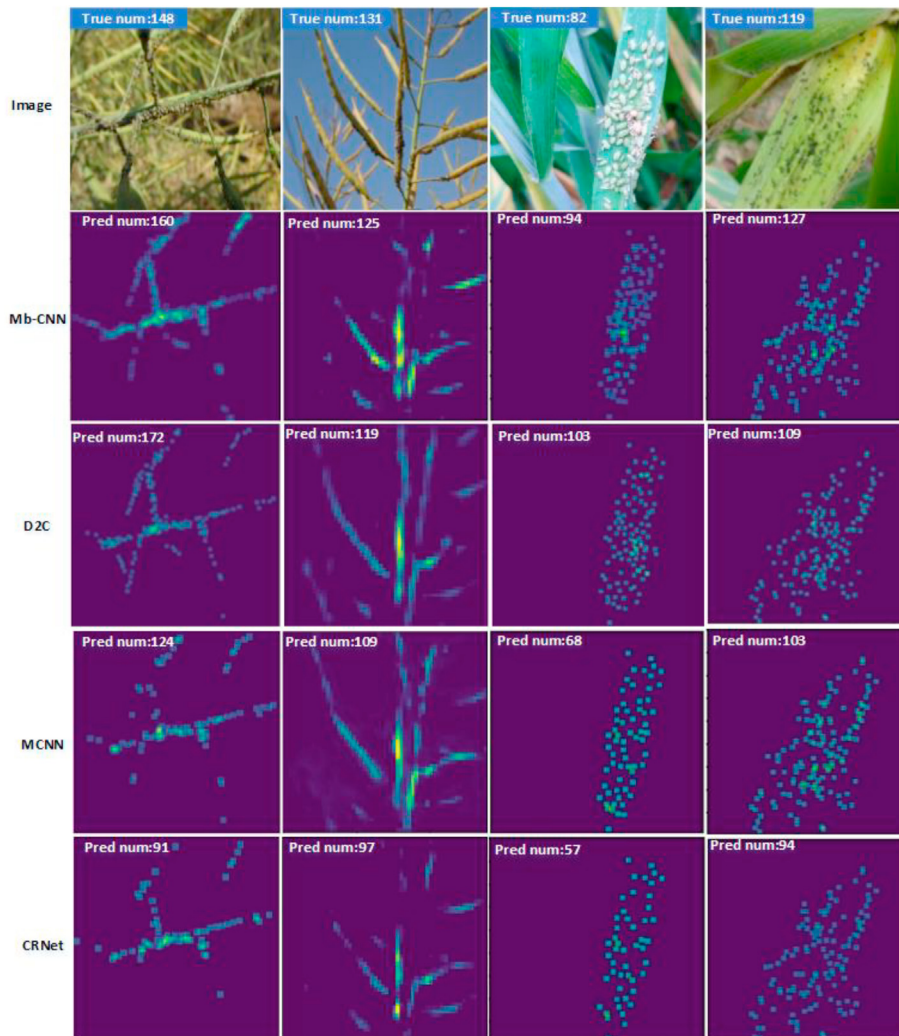 True num:148
True num:131
True num:82
True num:119
Image
Pred num:160
Pred num:125
Pred num:94
Pred num:127
Mb-CNN
Pred num:172
Pred num:119
Pred num:103
Pred num:109
D2C
Pred num:124
Pred num:109
Pred num:68
Pred num:103
MCNN
Pred num:91
Pred num:97
Pred num:57
Pred num:94
CRNet